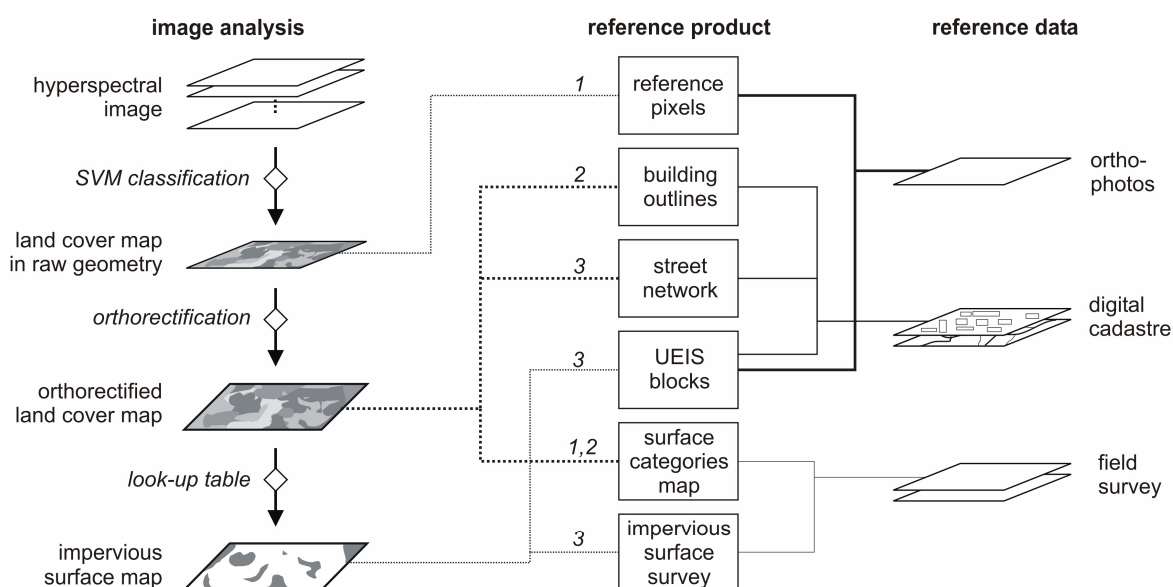 image analysis
reference product
reference data
hyperspectral
image
SVM classification
land cover map
in raw geometry
orthorectification
orthorectified
land cover map
look-up table
impervious
surface map
1
reference
pixels
2
building
outlines
3
street
network
3
UEIS
blocks
1,2
surface
categories
map
3
impervious
surface
survey
ortho-
photos
digital
cadastre
field
survey